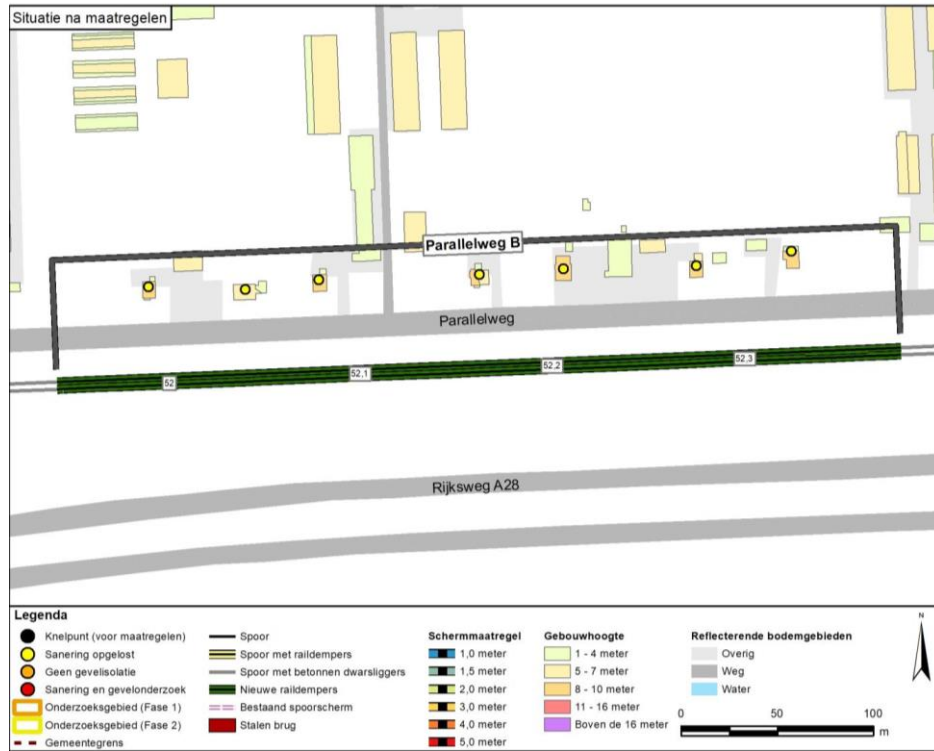 Situatie na maatregelen
Parallelweg B
Parallelweg
52
52,1
52,2
52,3
Rijksweg A28
Legenda
Knelpunt (voor maatregelen)
Sanering opgelost
Geen gevelisolatie
Sanering en gevelonderzoek
Onderzoeksgebied (Fase 1)
Onderzoeksgebied (Fase 2)
Gemeentegrens
Spoor
Spoor met raildempers
Spoor met betonnen dwarsliggers
Nieuwe raildempers
Bestaand spoorscherm
Stalen brug
Schermmaatregel
1,0 meter
1,5 meter
2,0 meter
3,0 meter
4,0 meter
5,0 meter
Gebouwhoogte
1 - 4 meter
5 - 7 meter
8 - 10 meter
11 - 16 meter
Boven de 16 meter
Reflecterende bodemgebieden
Overig
Weg
Water
N
0 50 100
m